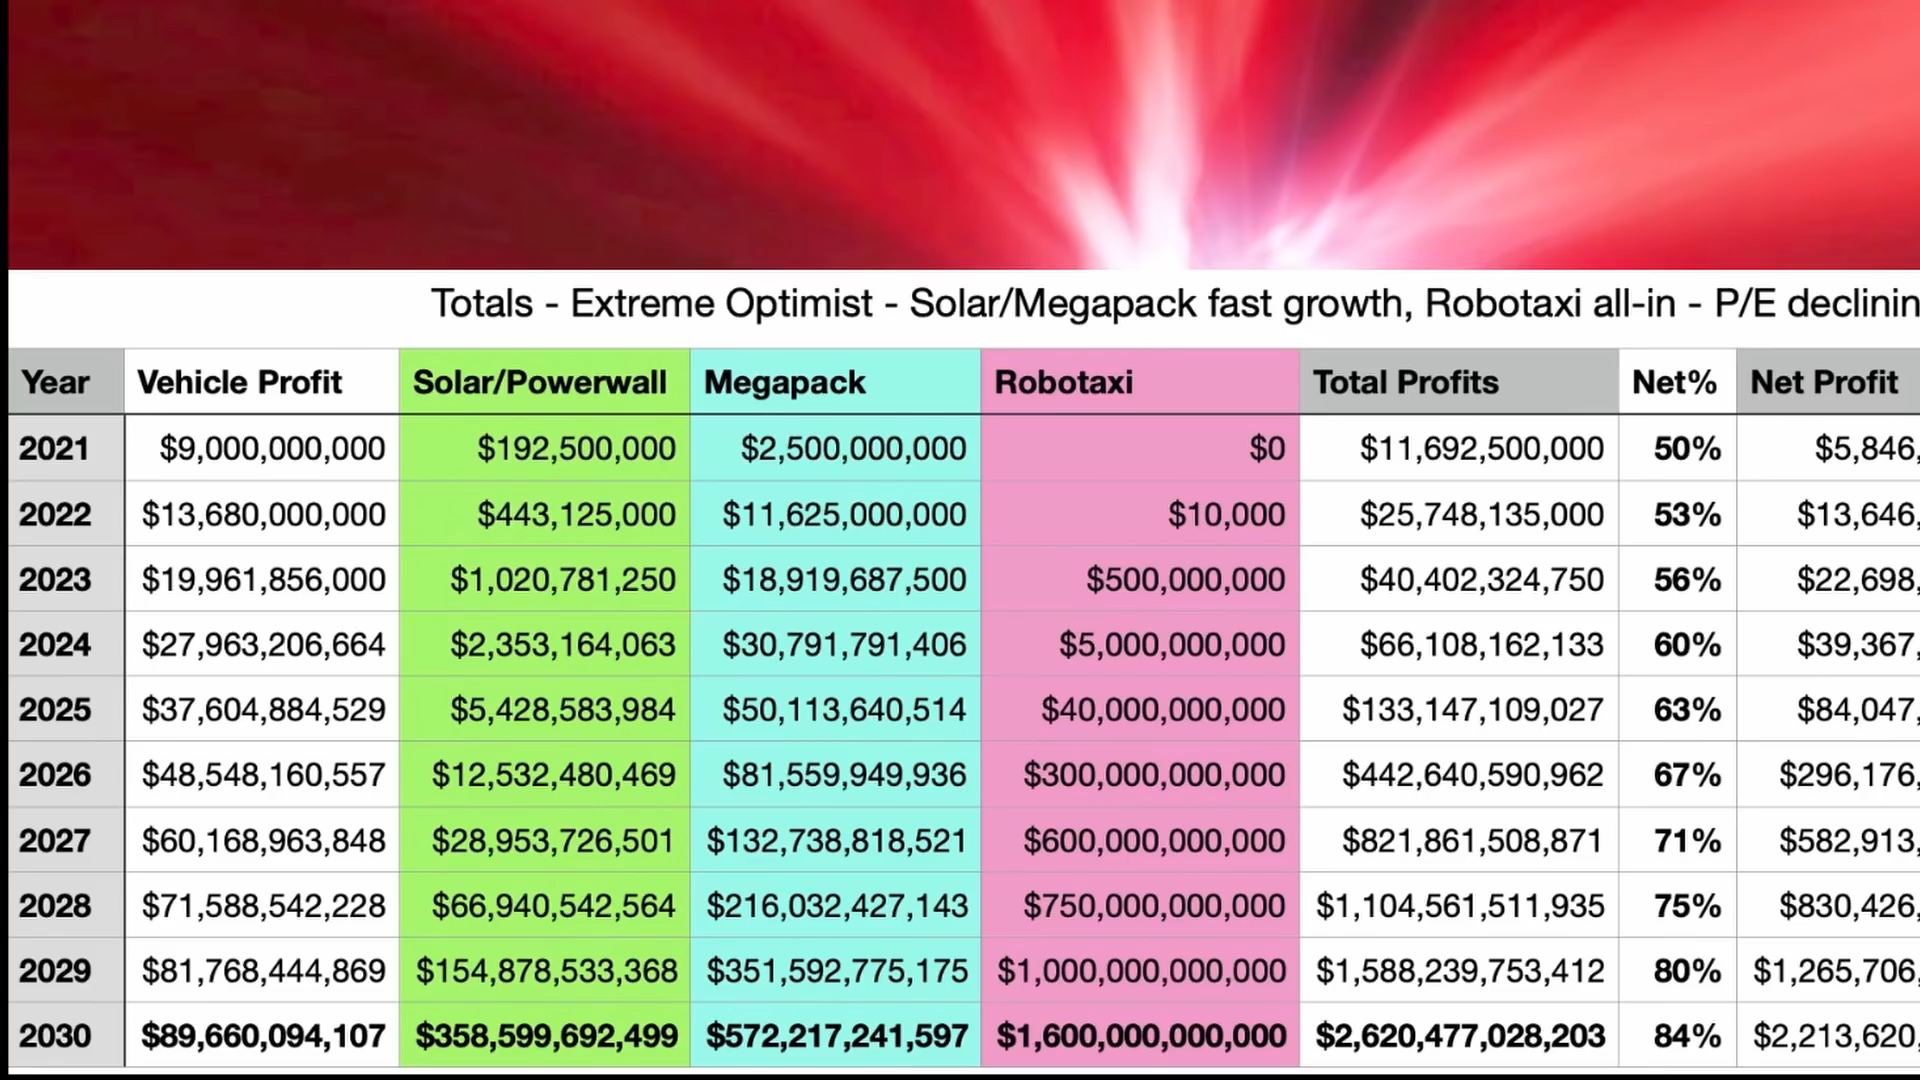 Totals - Extreme Optimist - Solar/Megapack fast growth, Robotaxi all-in - P/E declinin
Year Vehicle Profit Solar/Powerwall Megapack Robotaxi Total Profits Net% Net Profit
2021 $9,000,000,000 $192,500,000 $2,500,000,000 $0 $11,692,500,000 50% $5,846,
2022 $13,680,000,000 $443,125,000 $11,625,000,000 $10,000 $25,748,135,000 53% $13,646,
2023 $19,961,856,000 $1,020,781,250 $18,919,687,500 $500,000,000 $40,402,324,750 56% $22,698,
2024 $27,963,206,664 $2,353,164,063 $30,791,791,406 $5,000,000,000 $66,108,162,133 60% $39,367,
2025 $37,604,884,529 $5,428,583,984 $50,113,640,514 $40,000,000,000 $133,147,109,027 63% $84,047,
2026 $48,548,160,557 $12,532,480,469 $81,559,949,936 $300,000,000,000 $442,640,590,962 67% $296,176,
2027 $60,168,963,848 $28,953,726,501 $132,738,818,521 $600,000,000,000 $821,861,508,871 71% $582,913,
2028 $71,588,542,228 $66,940,542,564 $216,032,427,143 $750,000,000,000 $1,104,561,511,935 75% $830,426,
2029 $81,768,444,869 $154,878,533,368 $351,592,775,175 $1,000,000,000,000 $1,588,239,753,412 80% $1,265,706,
2030 $89,660,094,107 $358,599,692,499 $572,217,241,597 $1,600,000,000,000 $2,620,477,028,203 84% $2,213,620,